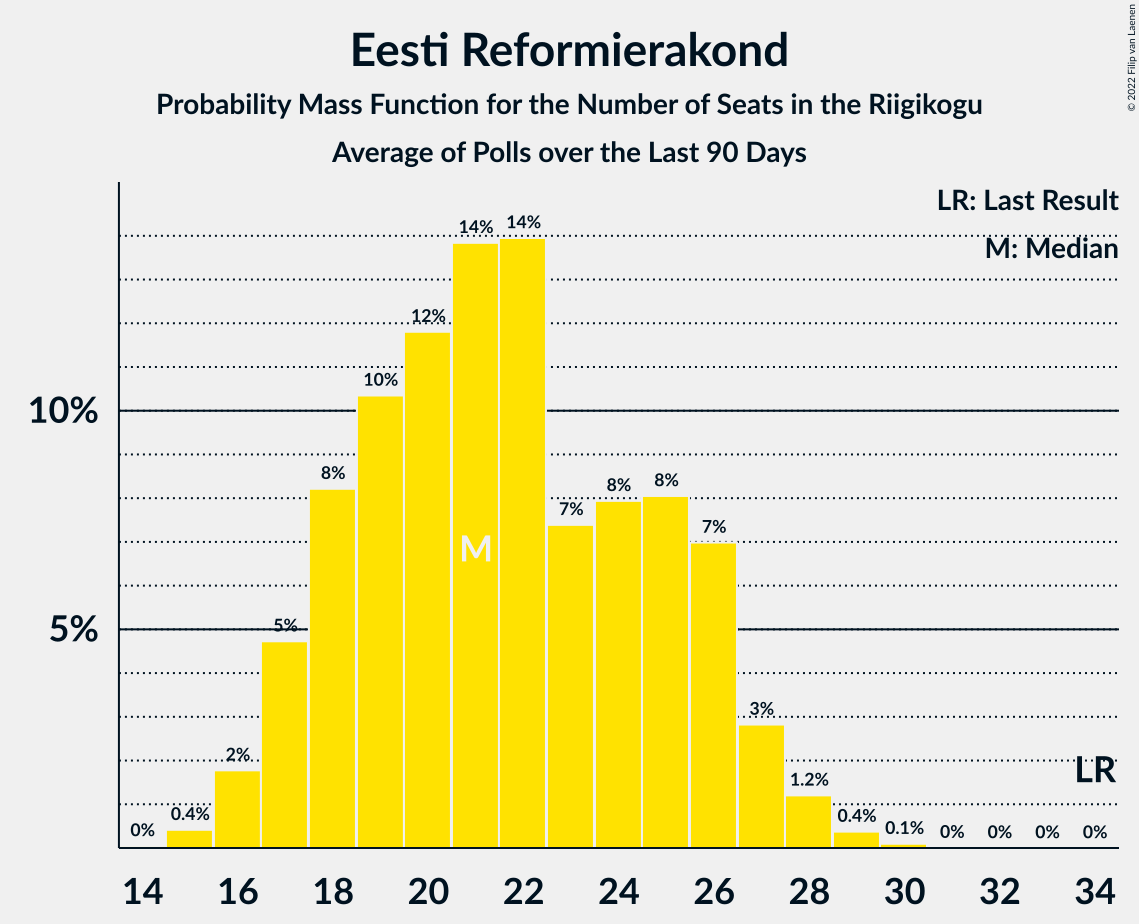 Eesti Reformierakond
Probability Mass Function for the Number of Seats in the Riigikogu
Average of Polls over the Last 90 Days
© 2022 Filip van Laenen
LR: Last Result
M: Median
10%
5%
0%
0.4%
2%
5%
8%
10%
12%
14%
14%
7%
8%
8%
7%
3%
1.2%
0.4%
0.1%
0%
0%
0%
0%
M
LR
14 16 18 20 22 24 26 28 30 32 34